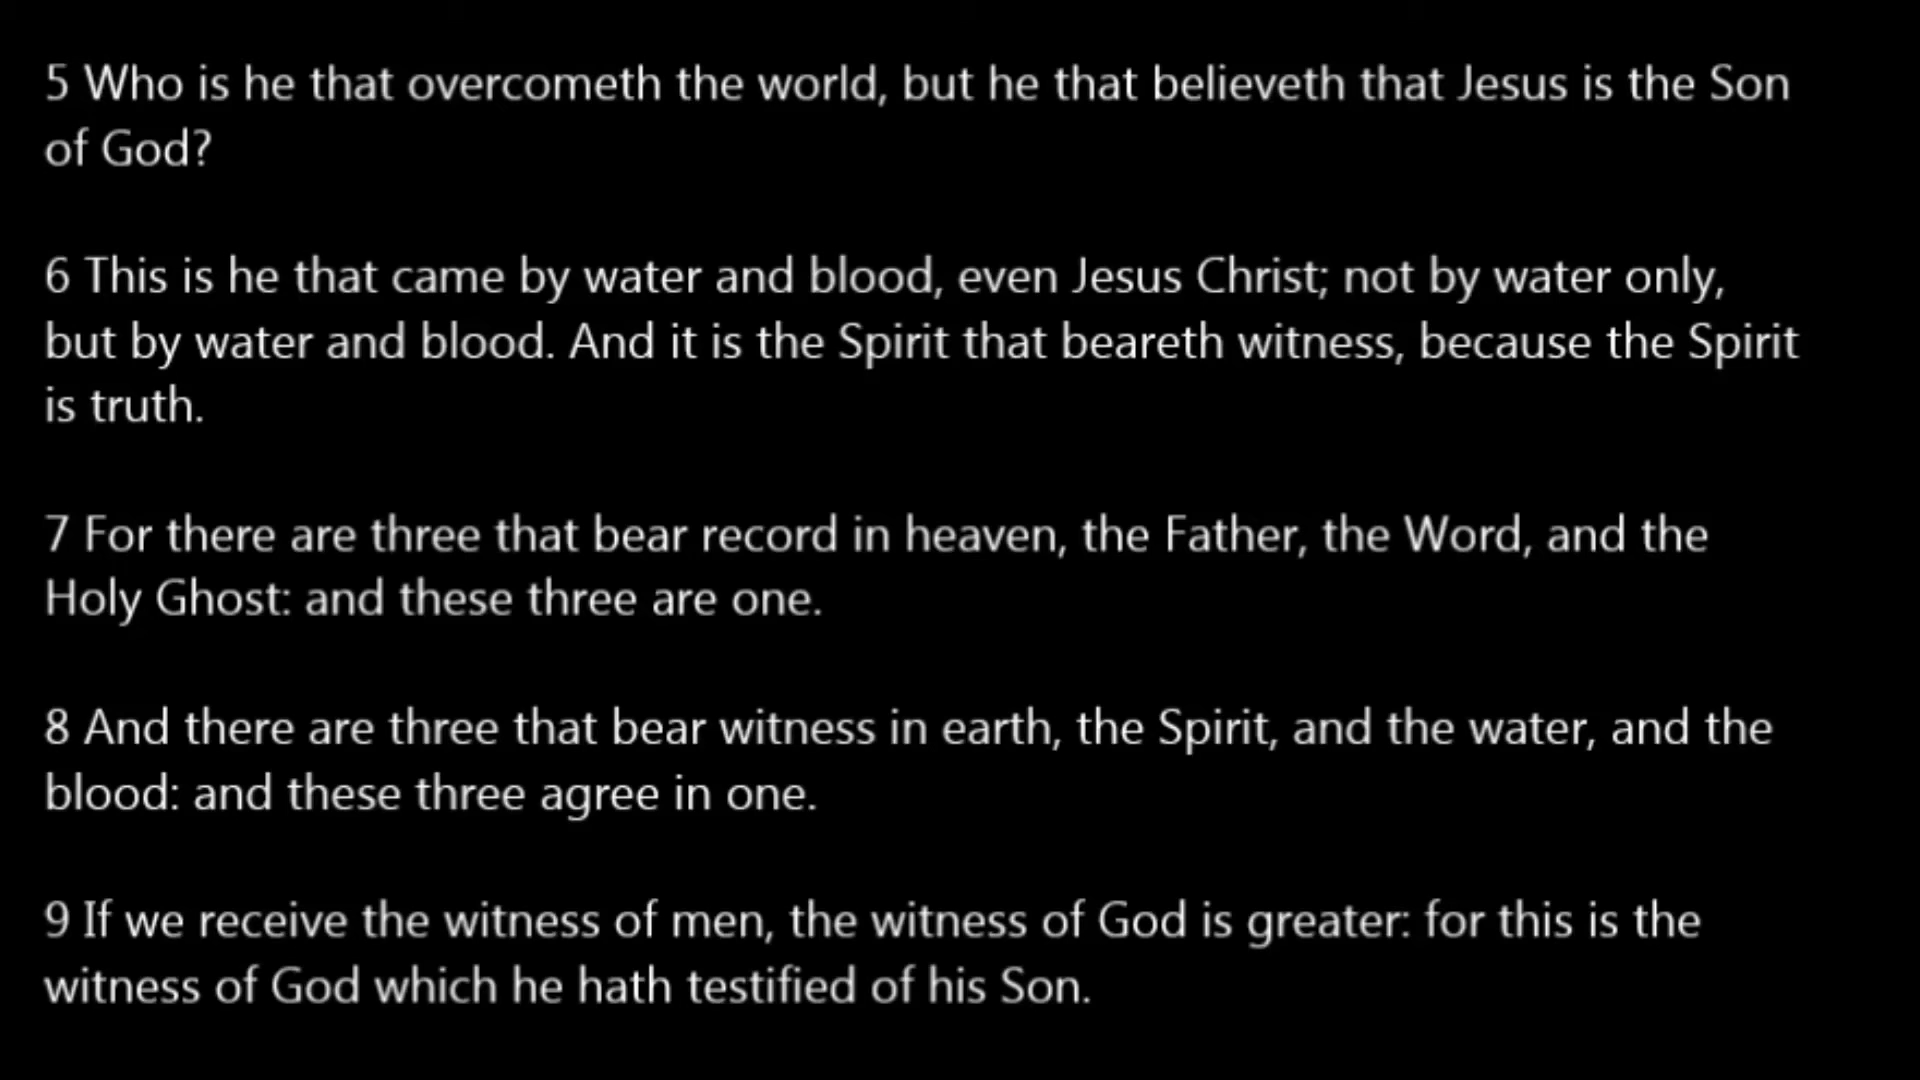 5 Who is he that overcometh the world, but he that believeth that Jesus is the Son
of God?
6 This is he that came by water and blood, even Jesus Christ; not by water only,
but by water and blood. And it is the Spirit that beareth witness, because the Spirit
is truth.
7 For there are three that bear record in heaven, the Father, the Word, and the
Holy Ghost: and these three are one.
8 And there are three that bear witness in earth, the Spirit, and the water, and the
blood: and these three agree in one.
9 If we receive the witness of men, the witness of God is greater: for this is the
witness of God which he hath testified of his Son.